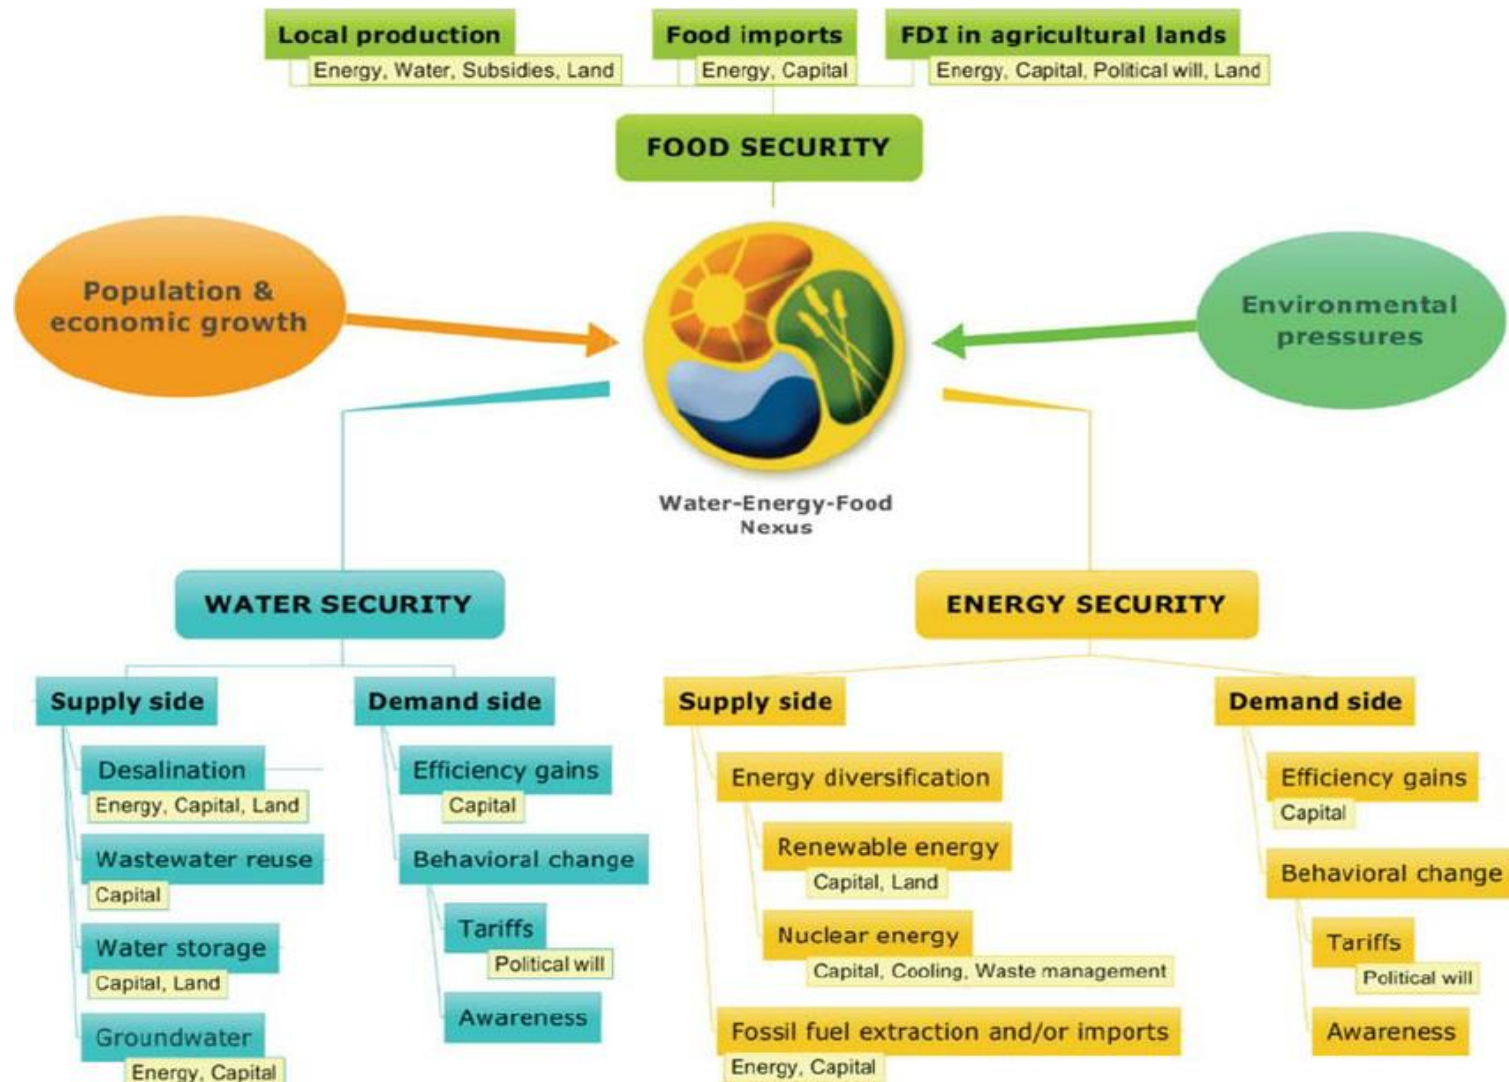 Local production
Energy, Water, Subsidies, Land
Food imports
Energy, Capital
FDI in agricultural lands
Energy, Capital, Political will, Land
FOOD SECURITY
Population &
economic growth
Environmental
pressures
Water-Energy-Food
Nexus
WATER SECURITY
Supply side
Desalination
Energy, Capital, Land
Wastewater reuse
Capital
Water storage
Capital, Land
Groundwater
Energy, Capital
Demand side
Efficiency gains
Capital
Behavioral change
Tariffs
Political will
Awareness
ENERGY SECURITY
Supply side
Energy diversification
Renewable energy
Capital, Land
Nuclear energy
Capital, Cooling, Waste management
Fossil fuel extraction and/or imports
Energy, Capital
Demand side
Efficiency gains
Capital
Behavioral change
Tariffs
Political will
Awareness